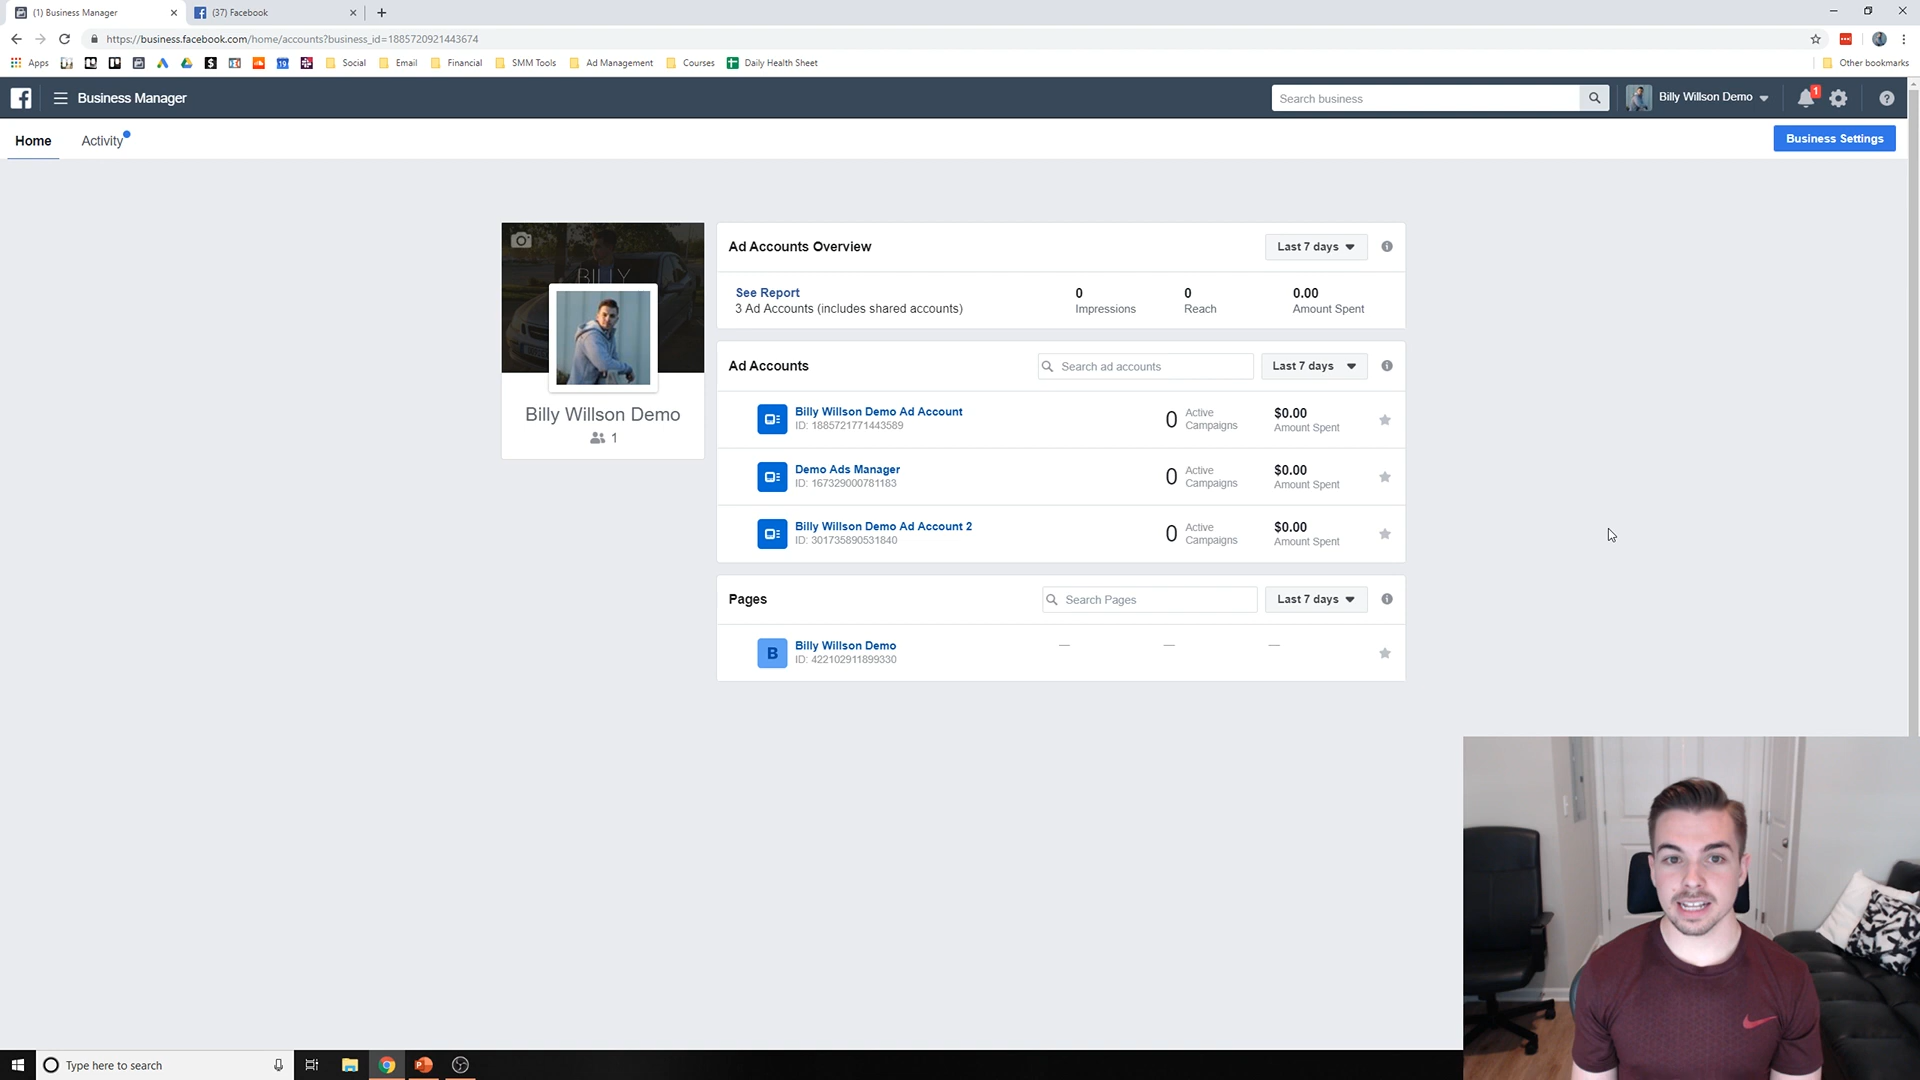 (1) Business Manager
(37) Facebook
https://business.facebook.com/home/accounts?business_id=1885720921443674
Apps
Social
Email
Financial
SMM Tools
Ad Management
Courses
Daily Health Sheet
Other bookmarks
Business Manager
Search business
Billy Willson Demo
1
Home
Activity
Business Settings
BILLY
Billy Willson Demo
1
Ad Accounts Overview
Last 7 days
See Report
3 Ad Accounts (includes shared accounts)
0
Impressions
0
Reach
0.00
Amount Spent
Ad Accounts
Search ad accounts
Last 7 days
Billy Willson Demo Ad Account
ID: 1885721771443589
0
Active
Campaigns
$0.00
Amount Spent
Demo Ads Manager
ID: 167329000781183
0
Active
Campaigns
$0.00
Amount Spent
Billy Willson Demo Ad Account 2
ID: 301735890531840
0
Active
Campaigns
$0.00
Amount Spent
Pages
Search Pages
Last 7 days
B
Billy Willson Demo
ID: 422102911899330
— — —
Type here to search